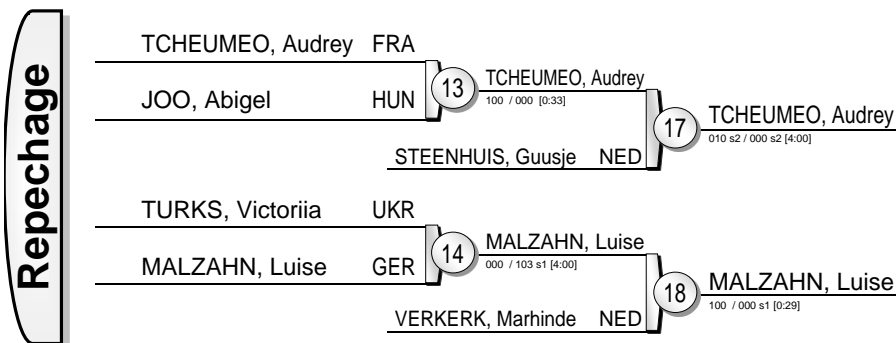 Repechage
TCHEUMEO, Audrey FRA
JOO, Abigel HUN
13
TCHEUMEO, Audrey
100 / 000 [0:33]
STEENHUIS, Guusje NED
17
TCHEUMEO, Audrey
010 s2 / 000 s2 [4:00]
TURKS, Victoriia UKR
MALZAHN, Luise GER
14
MALZAHN, Luise
000 / 103 s1 [4:00]
VERKERK, Marhinde NED
18
MALZAHN, Luise
100 / 000 s1 [0:29]